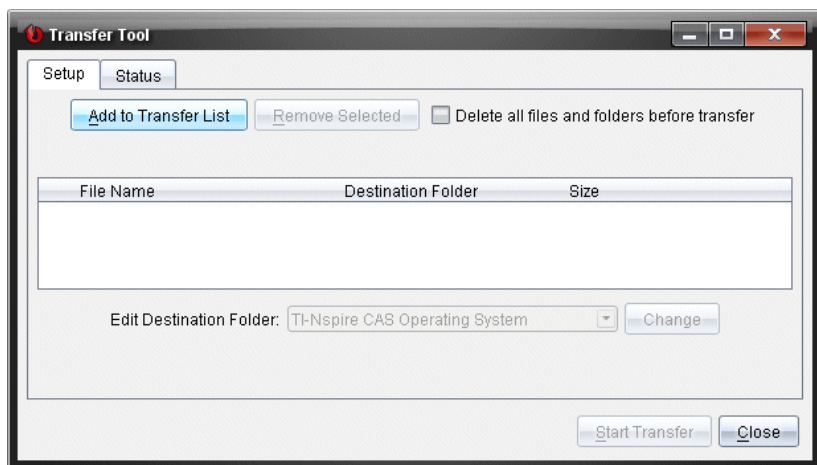 Transfer Tool
Setup Status
Add to Transfer List Remove Selected Delete all files and folders before transfer
File Name Destination Folder Size
Edit Destination Folder: TI-Nspire CAS Operating System Change
Start Transfer Close